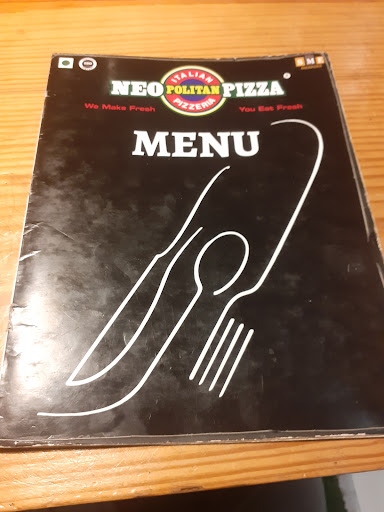 ITALIAN
NEO POLITAN PIZZA
PIZZERIA
We Make Fresh You Eat Fresh
MENU